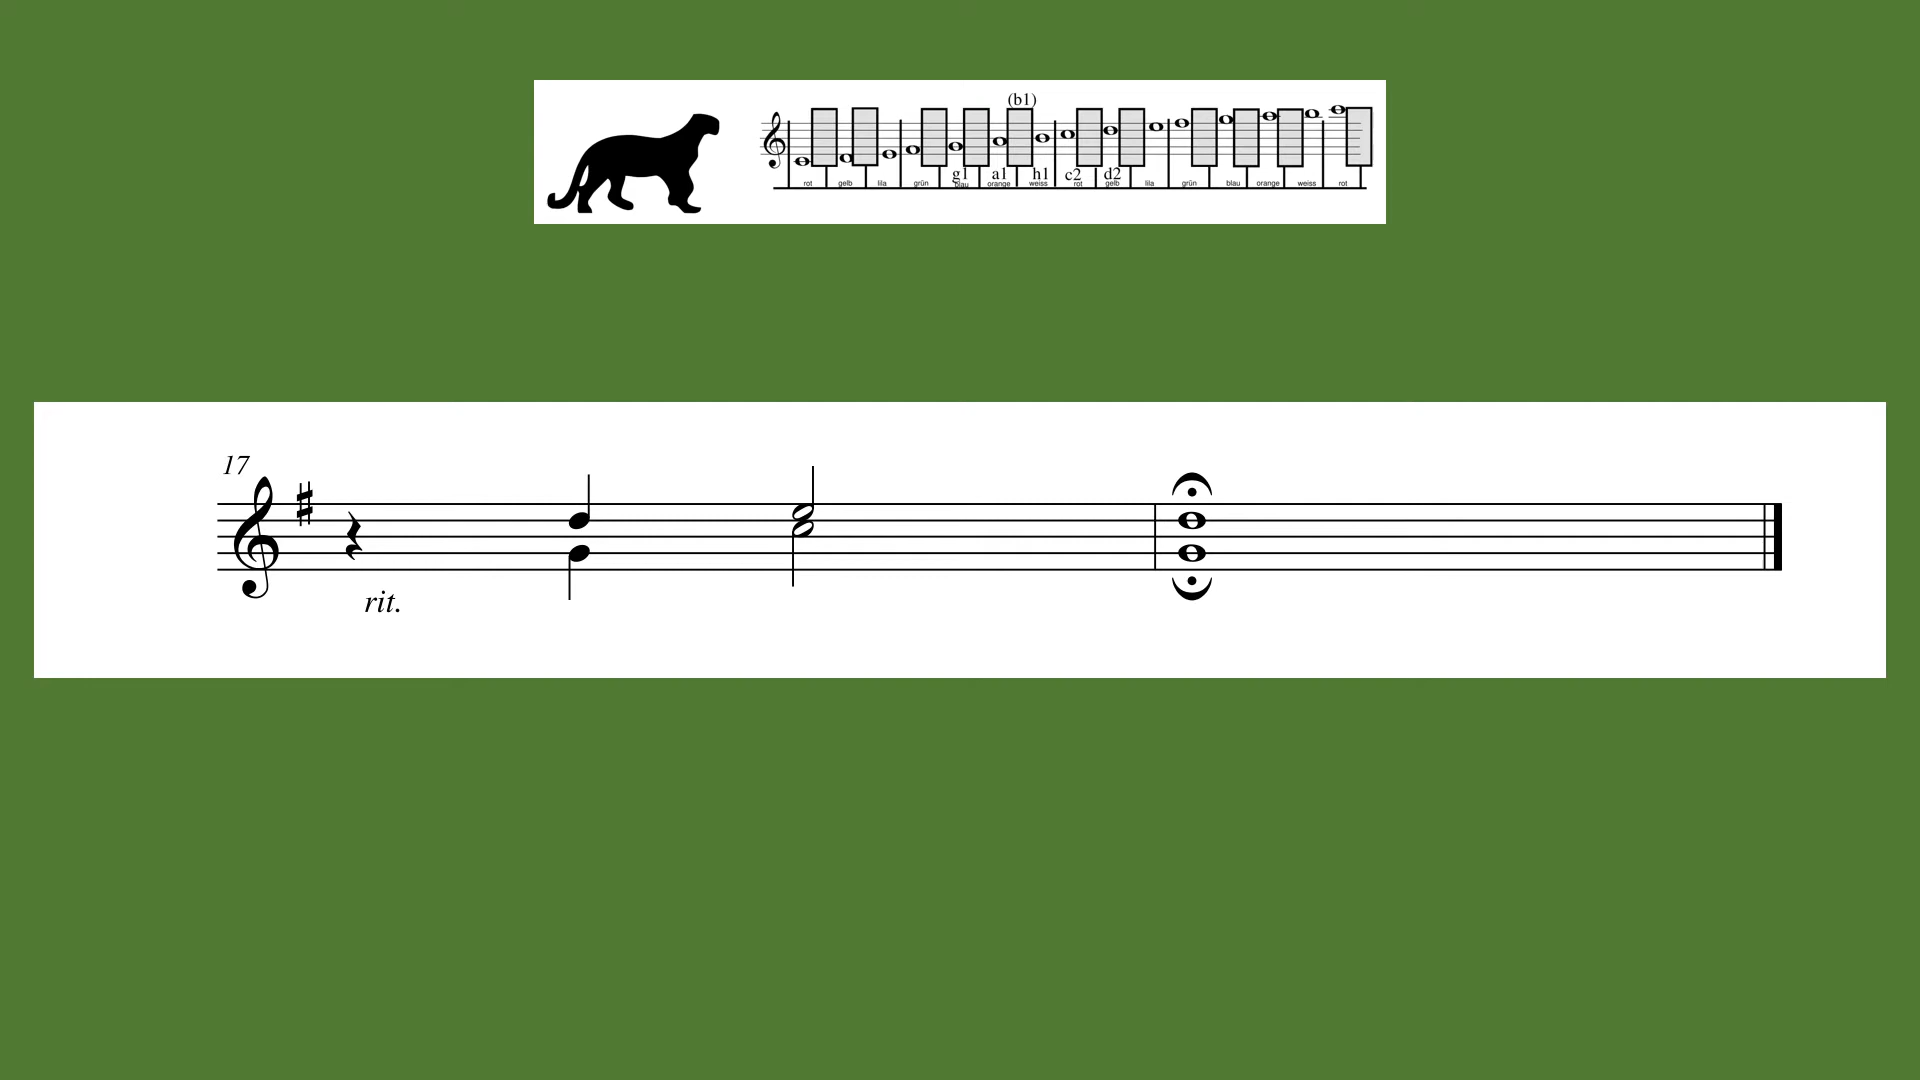 (b1)
g1 a1 h1 c2 d2
rot gelb lila grün blau orange weiss rot gelb lila grün blau orange weiss rot
17
rit.